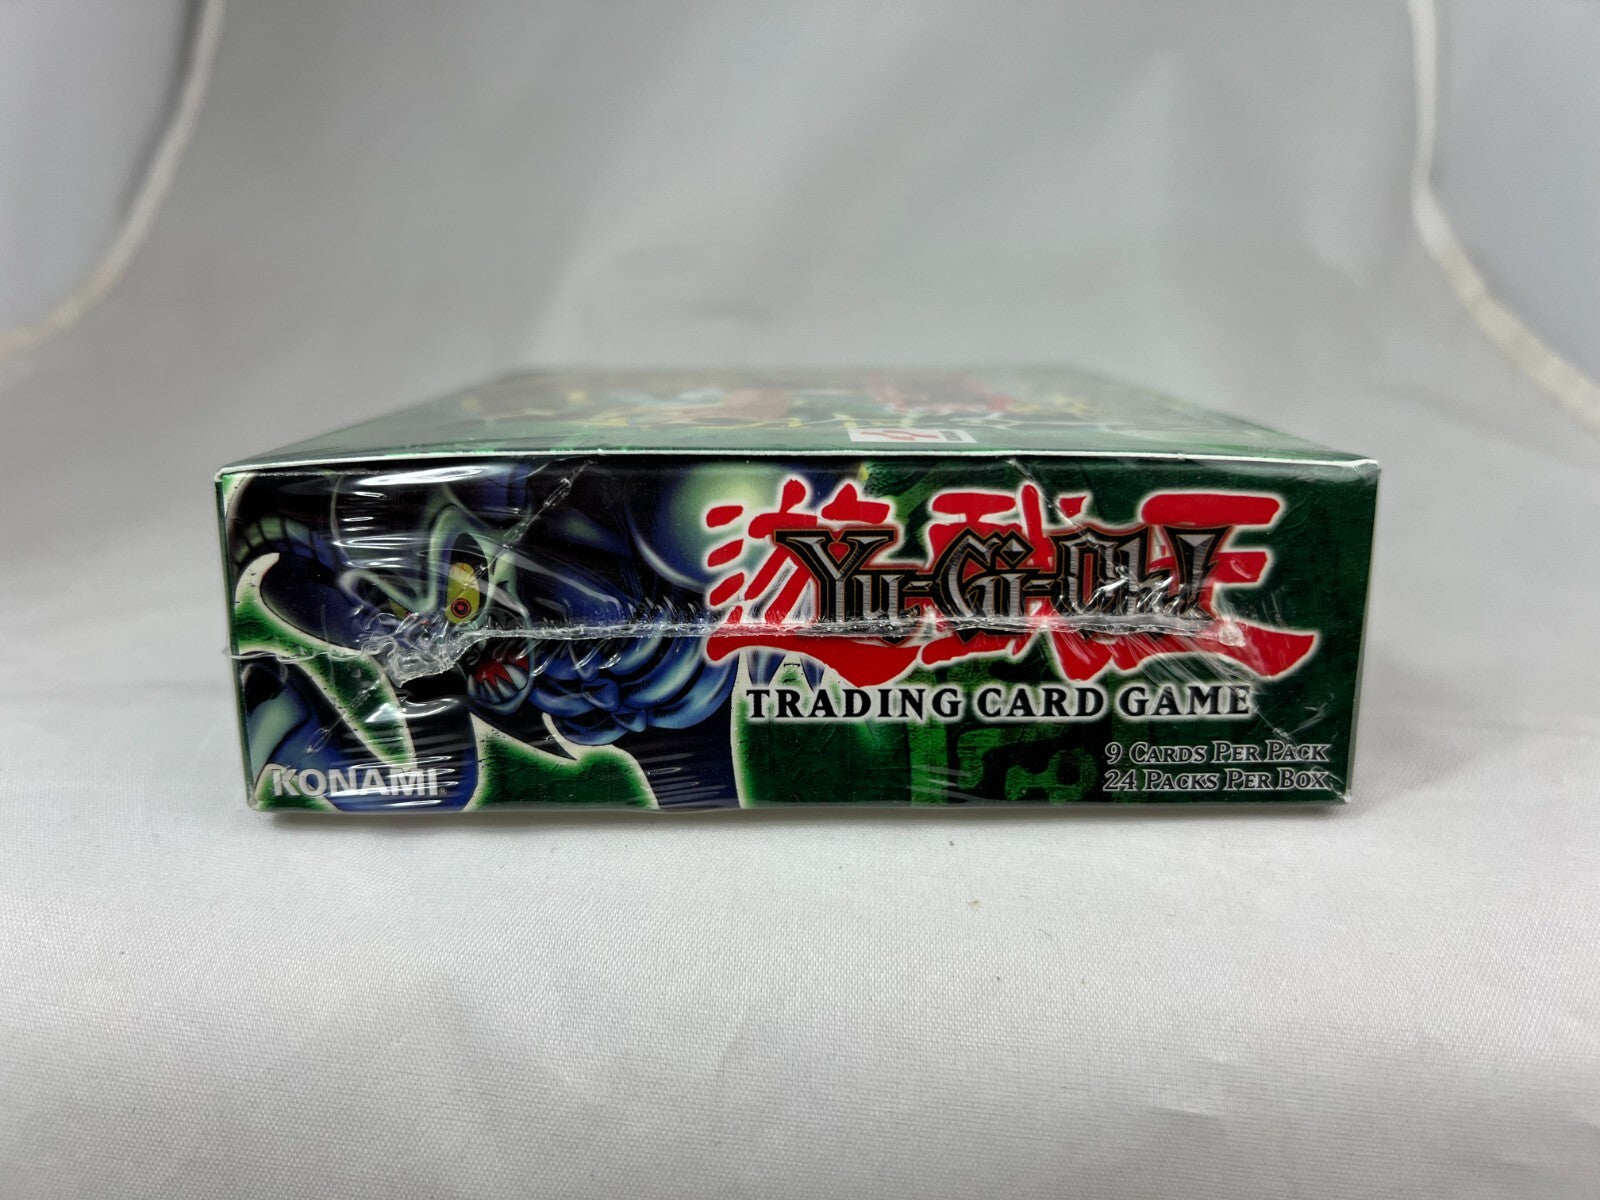 遊戯王
YU-GI-OH!
TRADING CARD GAME
9 CARDS PER PACK
24 PACKS PER BOX
KONAMI®